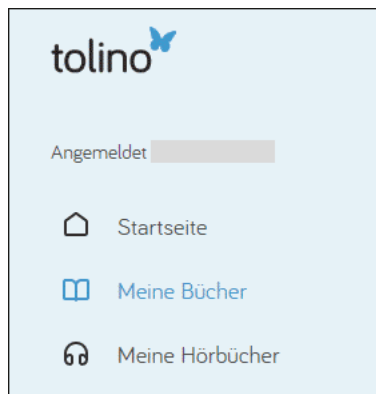 tolino
Angemeldet
Startseite
Meine Bücher
Meine Hörbücher